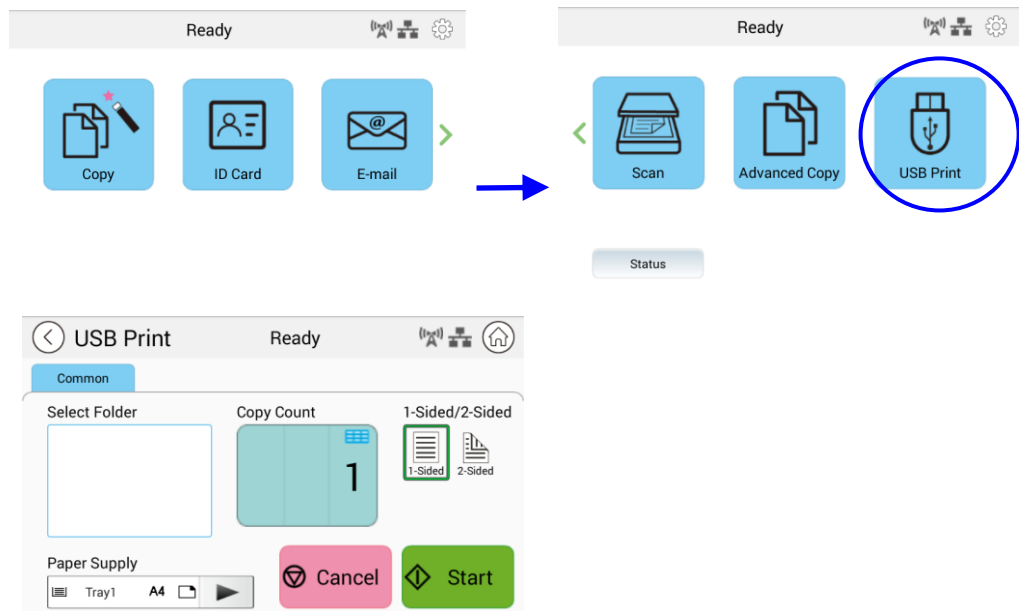 Ready
Copy
ID Card
E-mail
Ready
Scan
Advanced Copy
USB Print
Status
USB Print
Ready
Common
Select Folder
Copy Count
1-Sided/2-Sided
1
1-Sided
2-Sided
Paper Supply
Tray1 A4
Cancel
Start